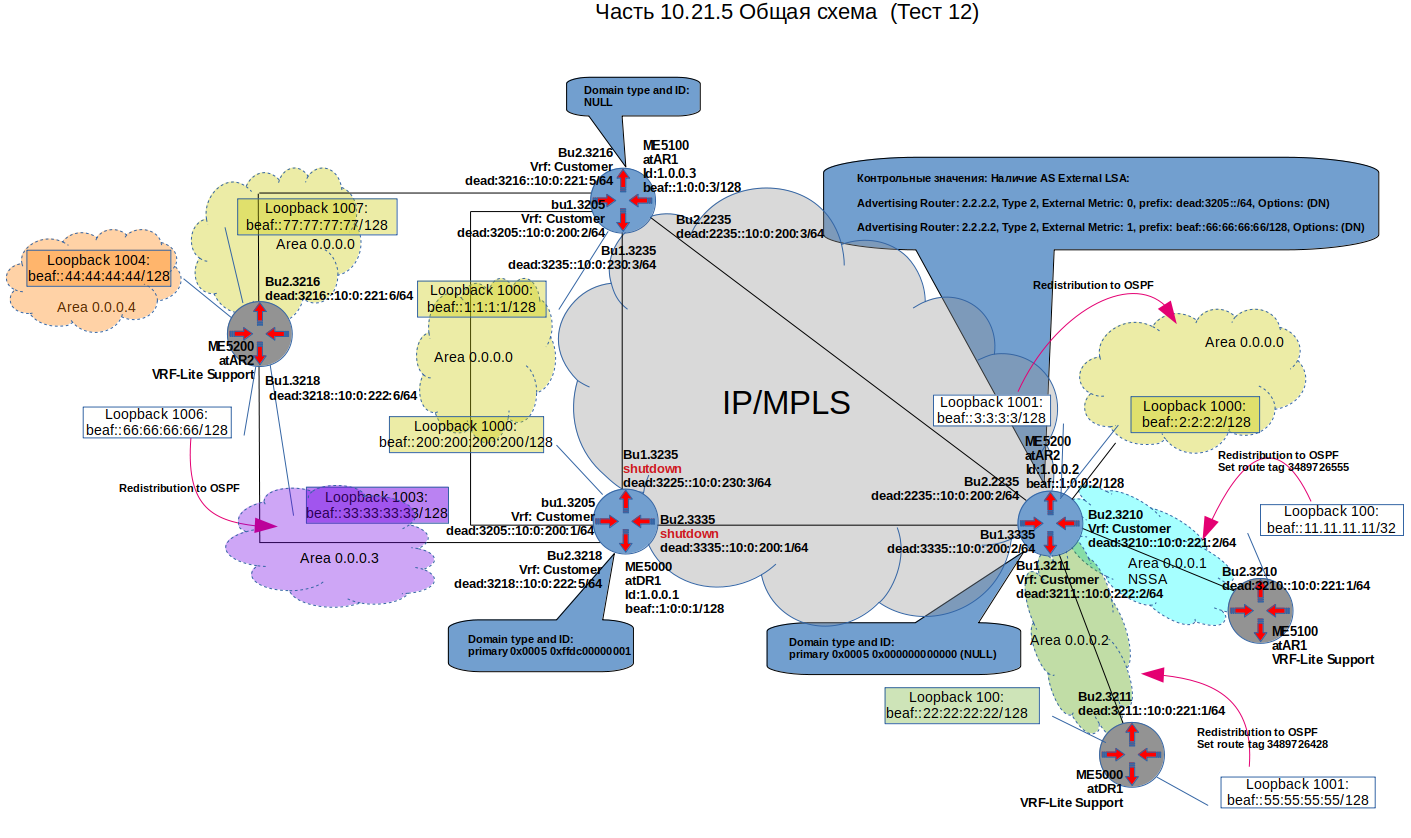 Часть 10.21.5 Общая схема (Тест 12)
Domain type and ID:
NULL
Bu2.3216
Vrf: Customer
dead:3216::10:0:221:5/64
ME5100
atAR1
Id:1.0.0.3
beaf::1:0:0:3/128
bu1.3205
Vrf: Customer
dead:3205::10:0:200:2/64
Bu2.2235
dead:2235::10:0:200:3/64
Bu1.3235
dead:3235::10:0:230:3/64
Контрольные значения: Наличие AS External LSA:
Advertising Router: 2.2.2.2, Type 2, External Metric: 0, prefix: dead:3205::/64, Options: (DN)
Advertising Router: 2.2.2.2, Type 2, External Metric: 1, prefix: beaf::66:66:66:66/128, Options: (DN)
Loopback 1007:
beaf::77:77:77:77/128
Area 0.0.0.0
Loopback 1004:
beaf::44:44:44:44/128
Area 0.0.0.4
Bu2.3216
dead:3216::10:0:221:6/64
ME5200
atAR2
VRF-Lite Support
Bu1.3218
dead:3218::10:0:222:6/64
Loopback 1000:
beaf::1:1:1:1/128
Area 0.0.0.0
Loopback 1000:
beaf::200:200:200:200/128
Loopback 1006:
beaf::66:66:66:66/128
Redistribution to OSPF
Loopback 1003:
beaf::33:33:33:33/128
Area 0.0.0.3
IP/MPLS
Bu1.3235
shutdown
dead:3225::10:0:230:3/64
bu1.3205
Vrf: Customer
dead:3205::10:0:200:1/64
Bu2.3218
Vrf: Customer
dead:3218::10:0:222:5/64
Bu2.3335
shutdown
dead:3335::10:0:200:1/64
ME5000
atDR1
Id:1.0.0.1
beaf::1:0:0:1/128
Domain type and ID:
primary 0x0005 0xffdc00000001
Domain type and ID:
primary 0x0005 0x000000000000 (NULL)
Redistribution to OSPF
Area 0.0.0.0
Loopback 1001:
beaf::3:3:3:3/128
Loopback 1000:
beaf::2:2:2:2/128
ME5200
atAR2
Id:1.0.0.2
beaf::1:0:0:2/128
Bu2.2235
dead:2235::10:0:200:2/64
Bu1.3335
dead:3335::10:0:200:2/64
Redistribution to OSPF
Set route tag 3489726555
Loopback 100:
beaf::11.11.11.11/32
Bu2.3210
Vrf: Customer
dead:3210::10:0:221:2/64
Area 0.0.0.1
NSSA
Bu1.3211
Vrf: Customer
dead:3211::10:0:222:2/64
Bu2.3210
dead:3210::10:0:221:1/64
ME5100
atAR1
VRF-Lite Support
Area 0.0.0.2
Loopback 100:
beaf::22:22:22:22/128
Bu2.3211
dead:3211::10:0:221:1/64
Redistribution to OSPF
Set route tag 3489726428
ME5000
atDR1
VRF-Lite Support
Loopback 1001:
beaf::55:55:55:55/128